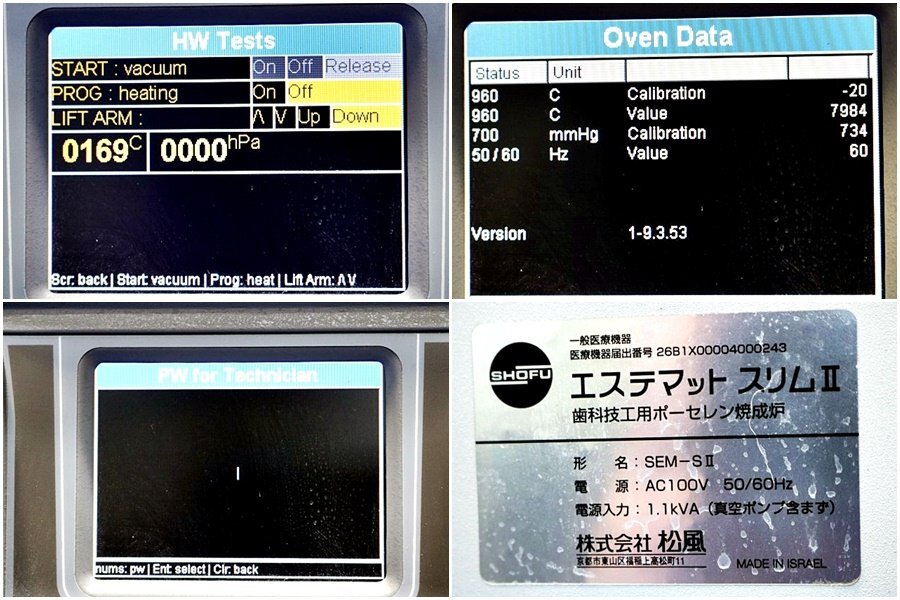 HW Tests
START : vacuum On Off Release
PROG : heating On Off
LIFT ARM : Λ V Up Down
0169C 0000hPa
Scr: back | Start: vacuum | Prog: heat | Lift Arm: Λ V
Oven Data
Status Unit
960 C Calibration -20
960 C Value 7984
700 mmHg Calibration 734
50/60 Hz Value 60
Version 1-9.3.53
PW for Technician
nums: pw | Ent: select | Clr: back
一般医療機器
医療機器届出番号 26B1X00004000243
SHOFU
エステマット スリムⅡ
歯科技工用ポーセレン焼成炉
形 名：SEM-SⅡ
電 源：AC100V 50/60Hz
電源入力：1.1kVA（真空ポンプ含まず）
株式会社 松風
京都市東山区福稲上高松町11
MADE IN ISRAEL